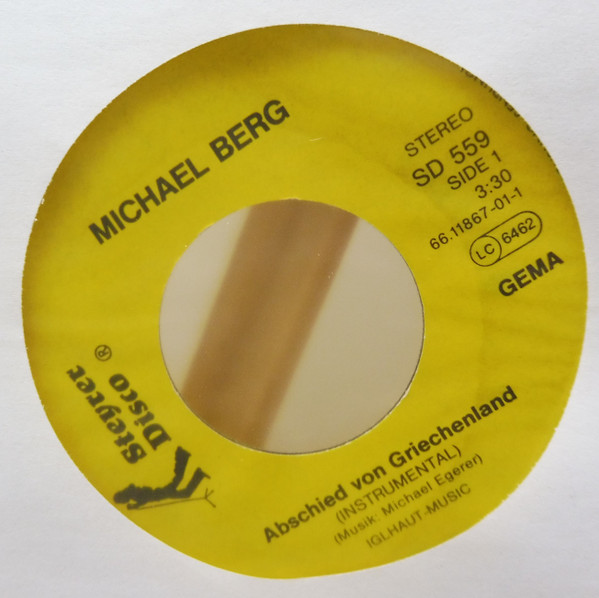 MICHAEL BERG
STEREO
SD 559
SIDE 1
3:30
66.11867-01-1
LC 6462
GEMA
Steyrer
Disco ®
Abschied von Griechenland
(INSTRUMENTAL)
(Musik: Michael Egerer)
IGLHAUT-MUSIC